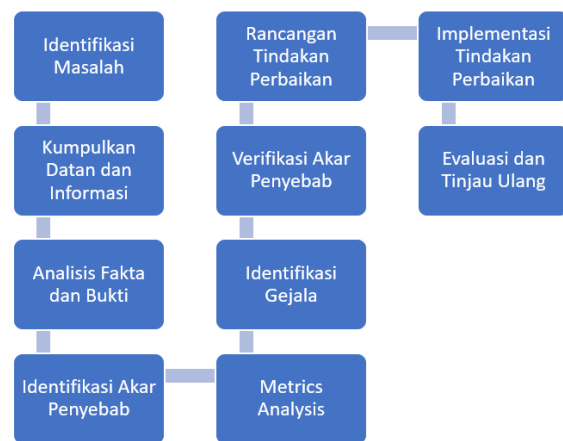 Identifikasi
Masalah
Kumpulkan
Datan dan
Informasi
Analisis Fakta
dan Bukti
Identifikasi Akar
Penyebab
Metrics
Analysis
Identifikasi
Gejala
Verifikasi Akar
Penyebab
Rancangan
Tindakan
Perbaikan
Implementasi
Tindakan
Perbaikan
Evaluasi dan
Tinjau Ulang